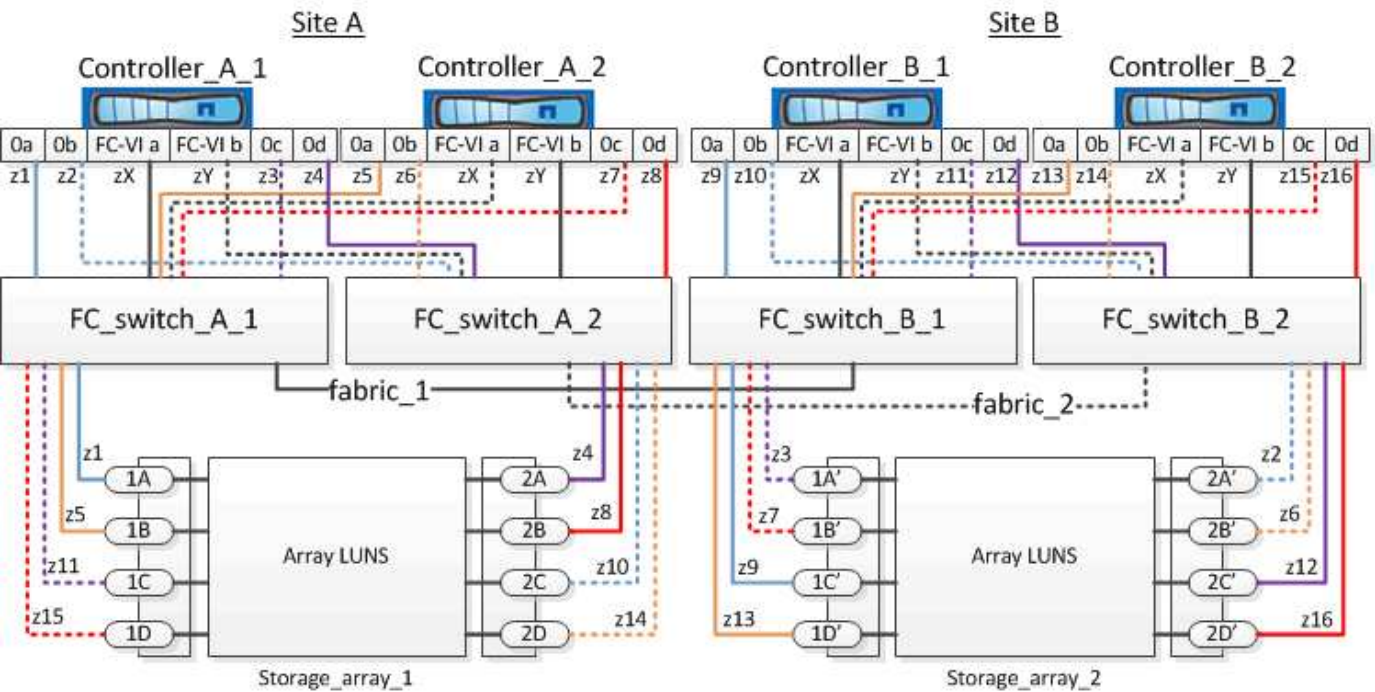 Site A Site B
Controller_A_1 Controller_A_2 Controller_B_1 Controller_B_2
0a 0b FC-VI a FC-VI b 0c 0d 0a 0b FC-VI a FC-VI b 0c 0d 0a 0b FC-VI a FC-VI b 0c 0d 0a 0b FC-VI a FC-VI b 0c 0d
z1 z2 zX zY z3 z4 z5 z6 zX zY z7 z8 z9 z10 zX zY z11 z12 z13 z14 zX zY z15 z16
FC_switch_A_1 FC_switch_A_2 FC_switch_B_1 FC_switch_B_2
fabric_1
fabric_2
z1 z4 z3 z2
1A 2A 1A' 2A'
z5 z8 z7 z6
1B 2B 1B' 2B'
Array LUNS Array LUNS
z11 z10 z9 z12
1C 2C 1C' 2C'
z15 z14 z13 z16
1D 2D 1D' 2D'
Storage_array_1 Storage_array_2